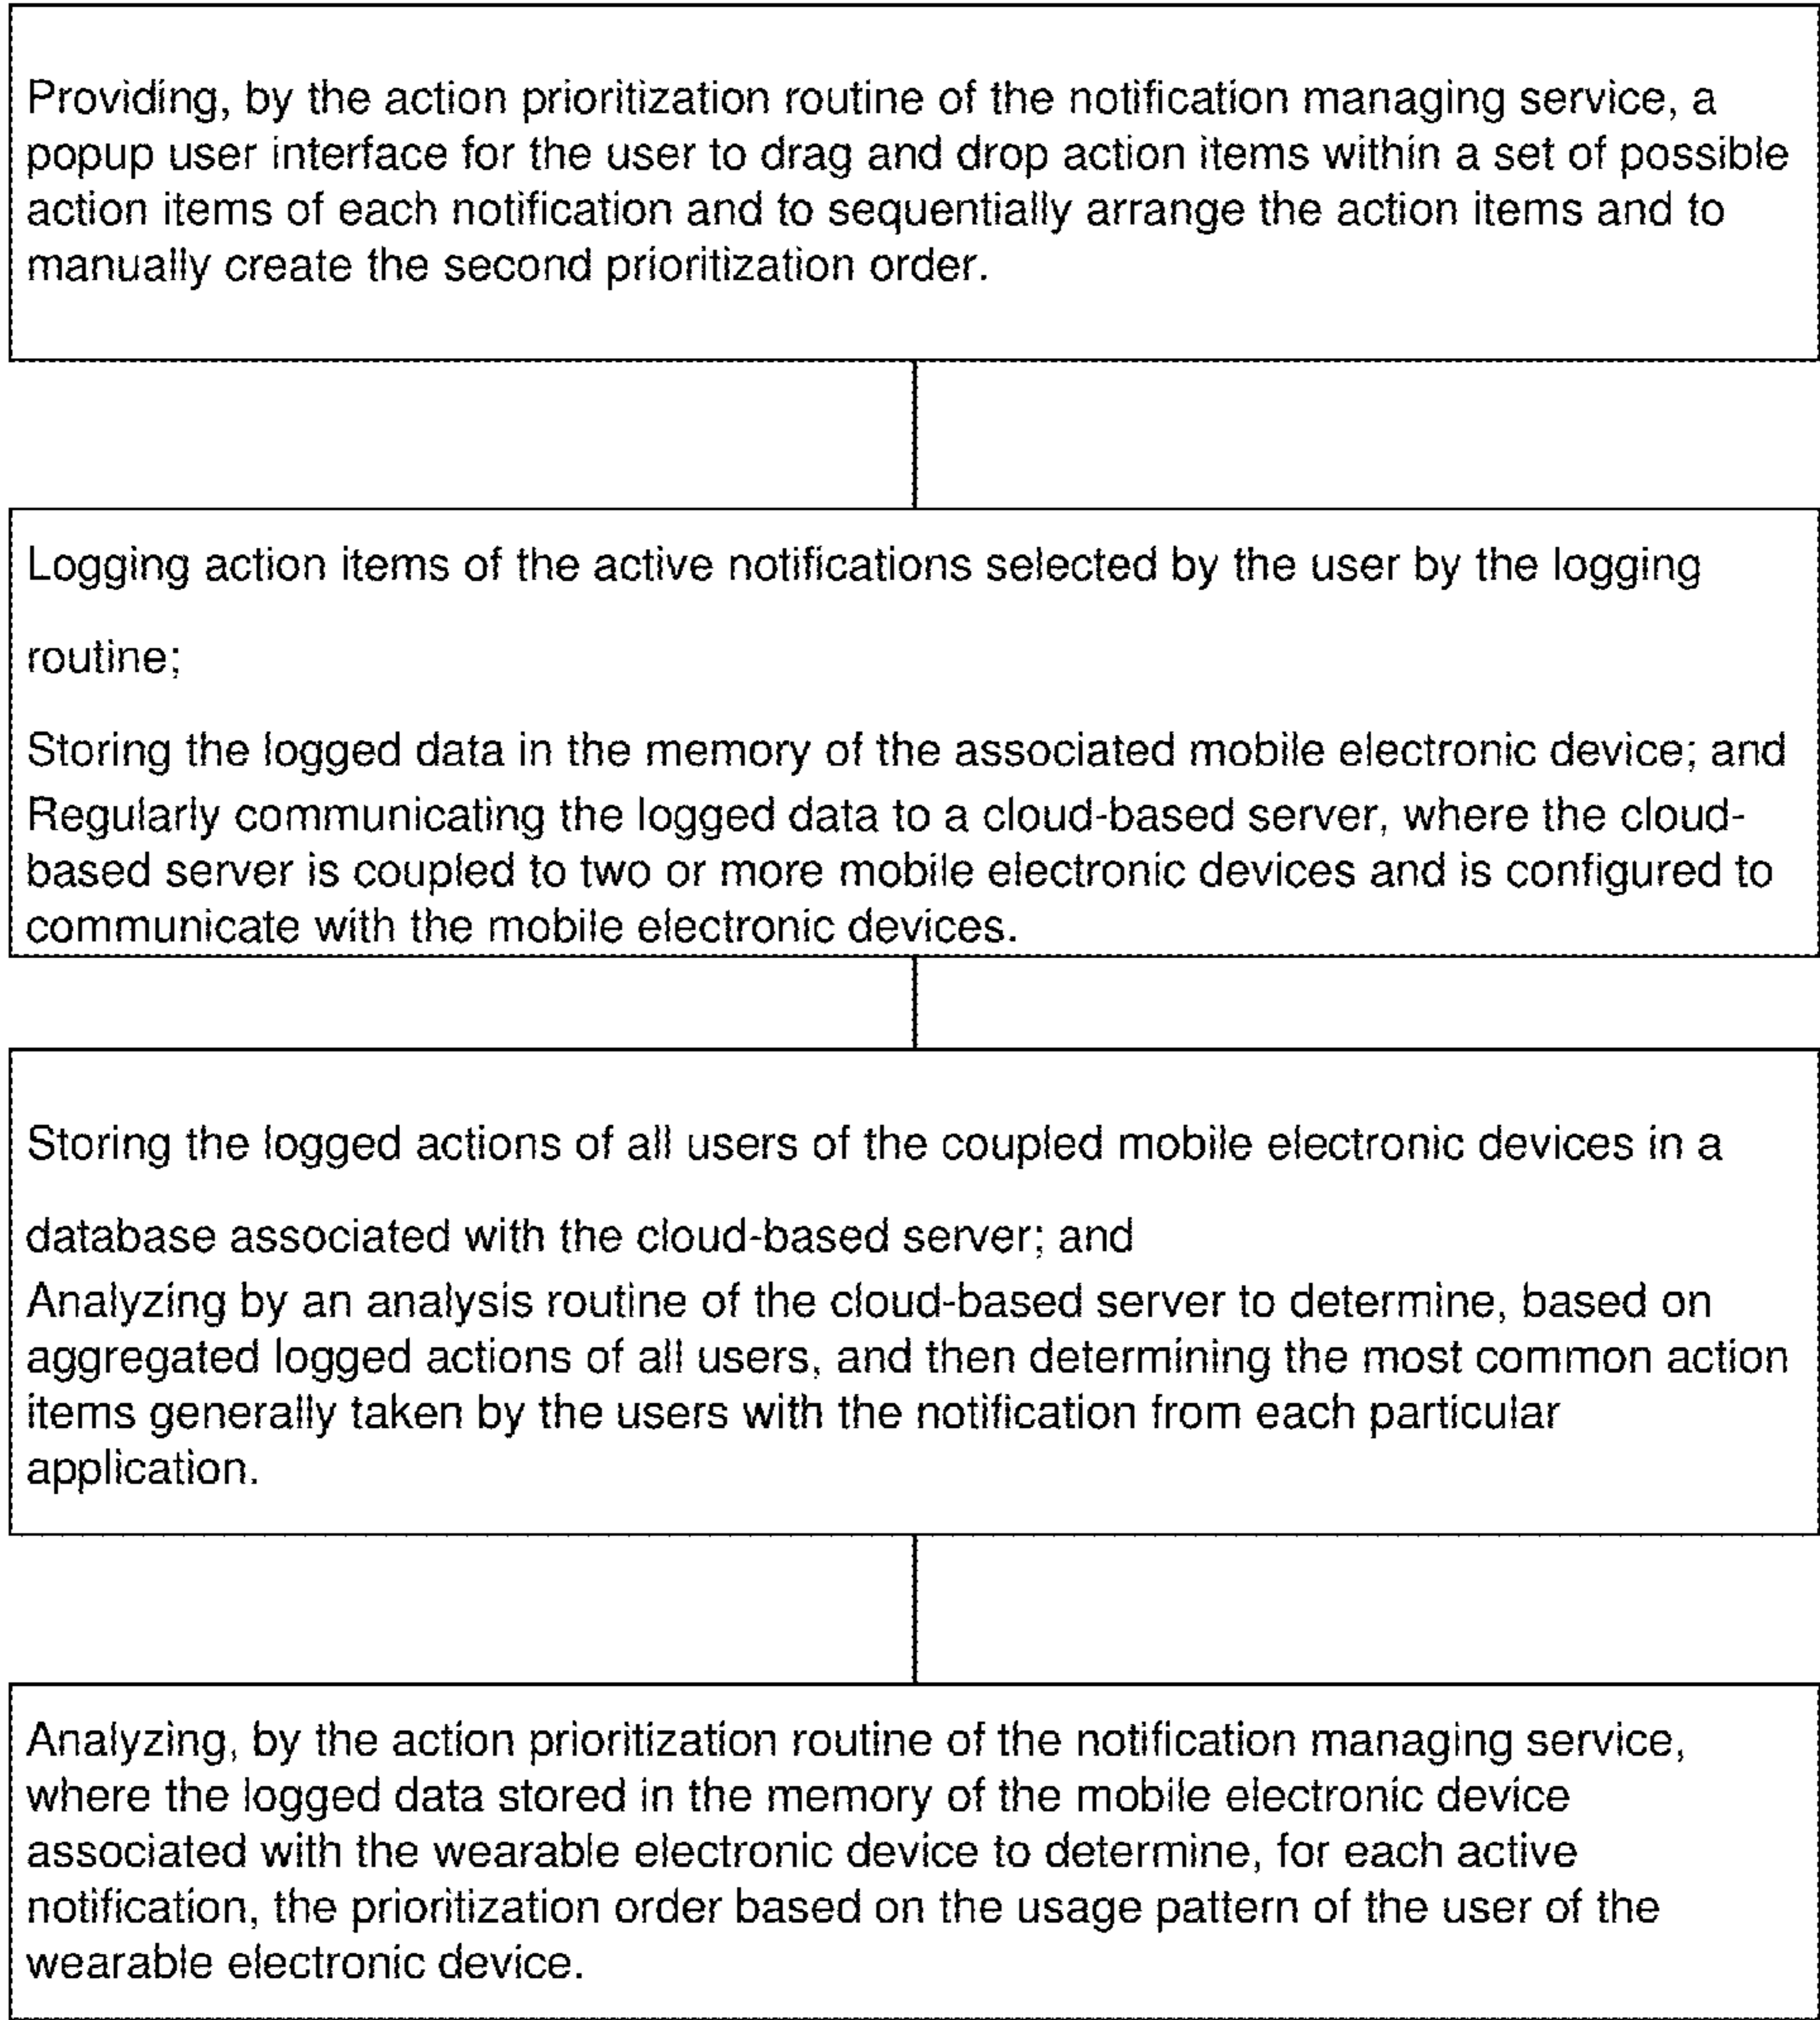 Providing, by the action prioritization routine of the notification managing service, a
popup user interface for the user to drag and drop action items within a set of possible
action items of each notification and to sequentially arrange the action items and to
manually create the second prioritization order.
Logging action items of the active notifications selected by the user by the logging
routine;
Storing the logged data in the memory of the associated mobile electronic device; and
Regularly communicating the logged data to a cloud-based server, where the cloud-
based server is coupled to two or more mobile electronic devices and is configured to
communicate with the mobile electronic devices.
Storing the logged actions of all users of the coupled mobile electronic devices in a
database associated with the cloud-based server; and
Analyzing by an analysis routine of the cloud-based server to determine, based on
aggregated logged actions of all users, and then determining the most common action
items generally taken by the users with the notification from each particular
application.
Analyzing, by the action prioritization routine of the notification managing service,
where the logged data stored in the memory of the mobile electronic device
associated with the wearable electronic device to determine, for each active
notification, the prioritization order based on the usage pattern of the user of the
wearable electronic device.